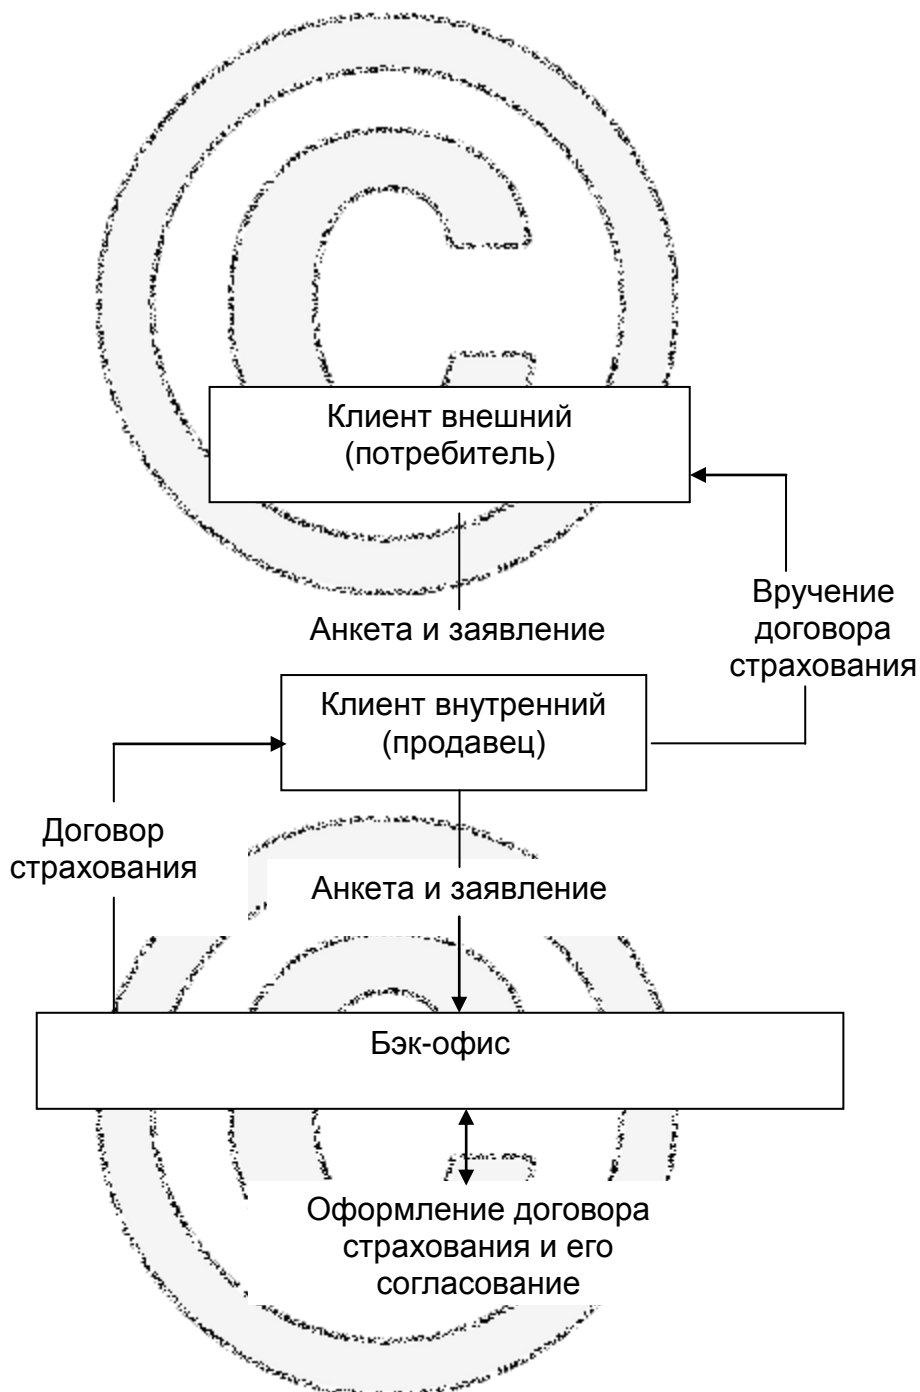 Клиент внешний
(потребитель)
Вручение
договора
страхования
Анкета и заявление
Клиент внутренний
(продавец)
Договор
страхования
Анкета и заявление
Бэк-офис
Оформление договора
страхования и его
согласование